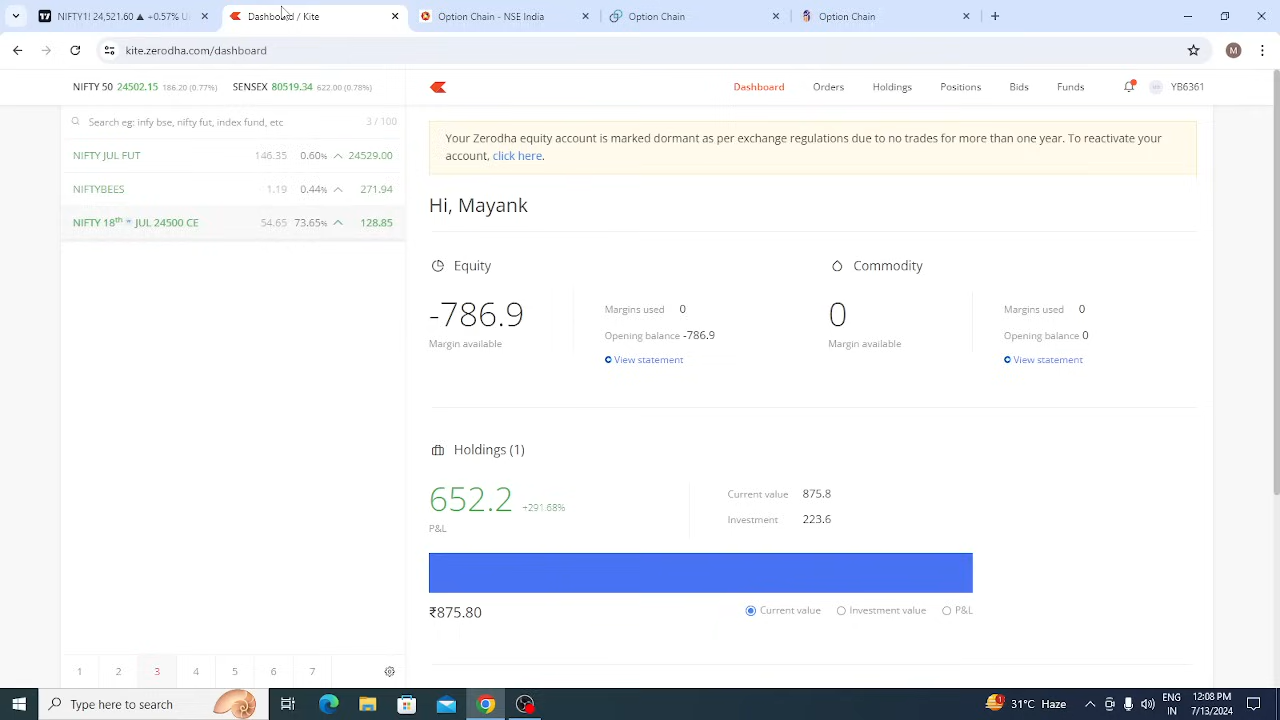 NIFTY18 24,521.60 ▲ +0.57% U
Dashboard / Kite
Option Chain - NSE India
Option Chain
Option Chain
kite.zerodha.com/dashboard
M
NIFTY 50 24502.15 186.20 (0.77%) SENSEX 80519.34 622.00 (0.78%)
Dashboard Orders Holdings Positions Bids Funds YB6361
Search eg: infy bse, nifty fut, index fund, etc 3 / 100
NIFTY JUL FUT 146.35 0.60% 24529.00
NIFTYBEES 1.19 0.44% 271.94
NIFTY 18th JUL 24500 CE 54.65 73.65% 128.85
1 2 3 4 5 6 7
Your Zerodha equity account is marked dormant as per exchange regulations due to no trades for more than one year. To reactivate your
account, click here.
Hi, Mayank
Equity
-786.9
Margin available
Margins used 0
Opening balance -786.9
View statement
Commodity
0
Margin available
Margins used 0
Opening balance 0
View statement
Holdings (1)
652.2 +291.68%
P&L
Current value 875.8
Investment 223.6
₹875.80
Current value Investment value P&L
Type here to search
31°C Haze
ENG
IN
12:08 PM
7/13/2024